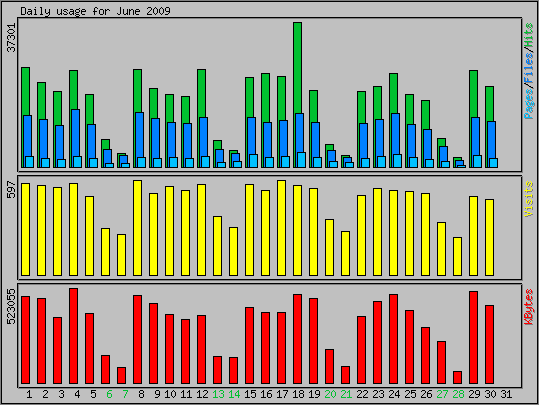 Daily usage for June 2009
37301
Pages/Files/Hits
597
Visits
523055
KBytes
1 2 3 4 5 6 7 8 9 10 11 12 13 14 15 16 17 18 19 20 21 22 23 24 25 26 27 28 29 30 31